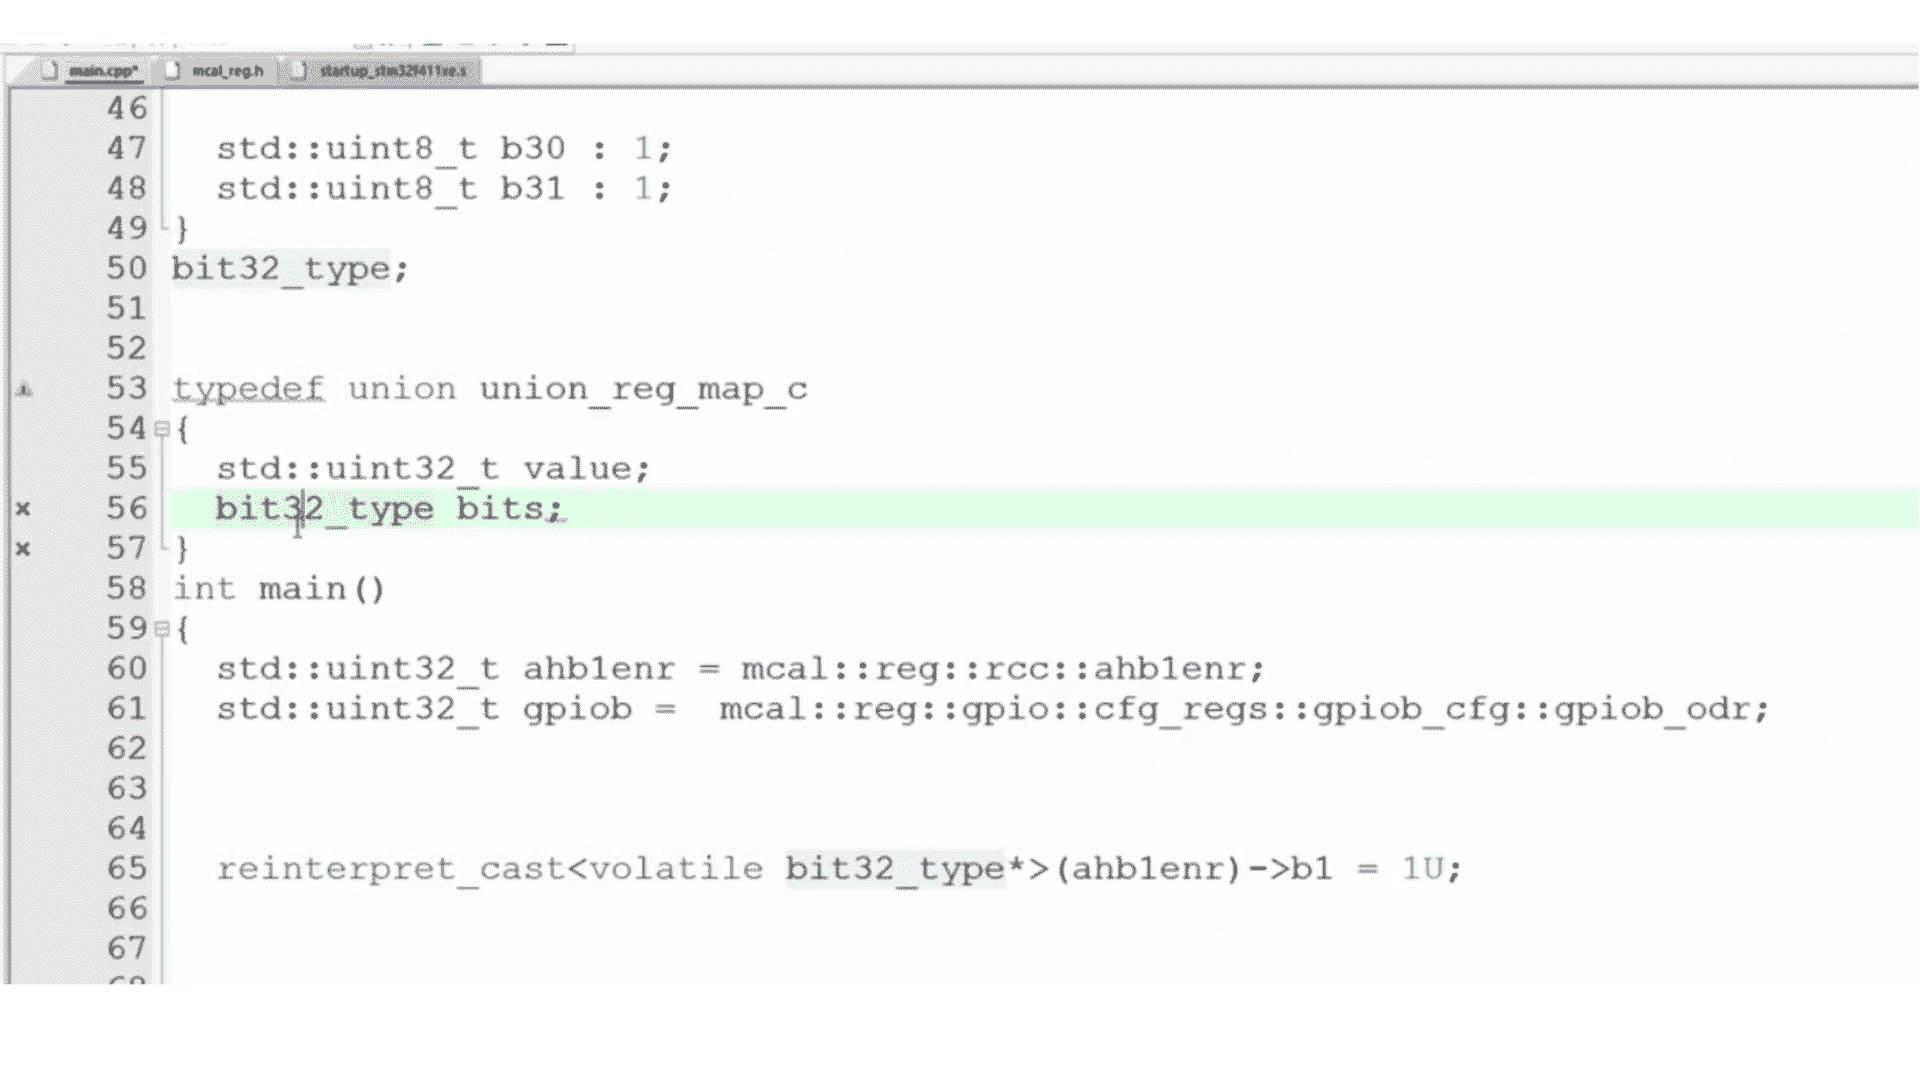 main.cpp* mcal_reg.h startup_stm32f411xe.s
46
47 std::uint8_t b30 : 1;
48 std::uint8_t b31 : 1;
49 }
50 bit32_type;
51
52
53 typedef union union_reg_map_c
54 {
55 std::uint32_t value;
56 bit32_type bits;
57 }
58 int main()
59 {
60 std::uint32_t ahb1enr = mcal::reg::rcc::ahb1enr;
61 std::uint32_t gpiob = mcal::reg::gpio::cfg_regs::gpiob_cfg::gpiob_odr;
62
63
64
65 reinterpret_cast<volatile bit32_type*>(ahb1enr)->b1 = 1U;
66
67